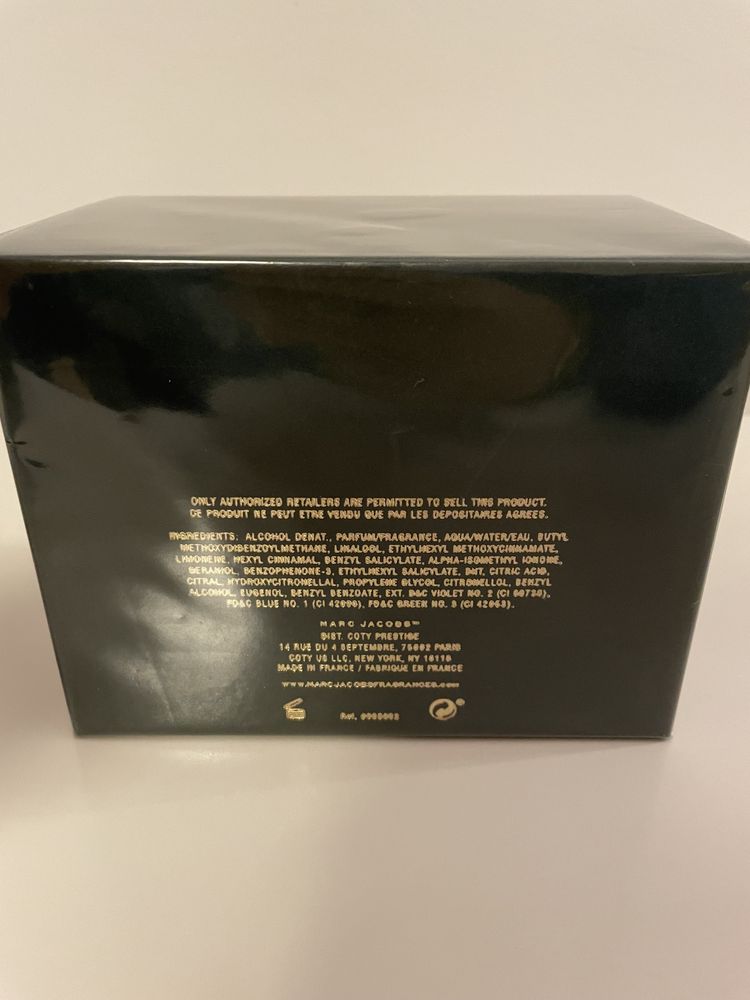 ONLY AUTHORIZED RETAILERS ARE PERMITTED TO SELL THIS PRODUCT.
CE PRODUIT NE PEUT ETRE VENDU QUE PAR LES DEPOSITAIRES AGREES.
INGREDIENTS: ALCOHOL DENAT., PARFUM/FRAGRANCE, AQUA/WATER/EAU, BUTYL
METHOXYDIBENZOYLMETHANE, LINALOOL, ETHYLHEXYL METHOXYCINNAMATE,
LIMONENE, HEXYL CINNAMAL, BENZYL SALICYLATE, ALPHA-ISOMETHYL IONONE,
GERANIOL, BENZOPHENONE-3, ETHYLHEXYL SALICYLATE, BHT, CITRIC ACID,
CITRAL, HYDROXYCITRONELLAL, PROPYLENE GLYCOL, CITRONELLOL, BENZYL
ALCOHOL, EUGENOL, BENZYL BENZOATE, EXT. D&C VIOLET NO. 2 (CI 60730),
FD&C BLUE NO. 1 (CI 42090), FD&C GREEN NO. 3 (CI 42053).
MARC JACOBS™
DIST. COTY PRESTIGE
14 RUE DU 4 SEPTEMBRE, 75002 PARIS
COTY US LLC, NEW YORK, NY 10118
MADE IN FRANCE / FABRIQUÉ EN FRANCE
WWW.MARCJACOBSFRAGRANCES.com
Ref.